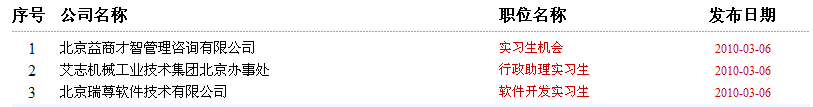 序号 公司名称 职位名称 发布日期
1 北京益商才智管理咨询有限公司 实习生机会 2010-03-06
2 艾志机械工业技术集团北京办事处 行政助理实习生 2010-03-06
3 北京瑞尊软件技术有限公司 软件开发实习生 2010-03-06